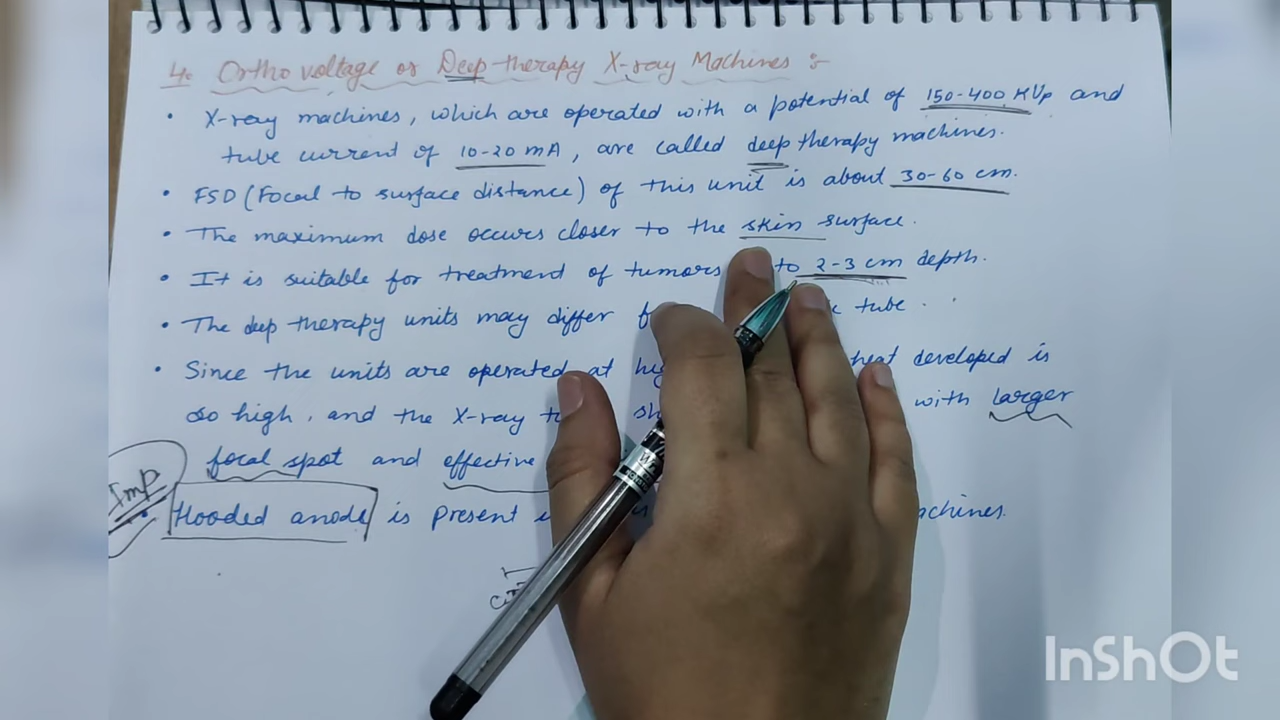 4. Ortho voltage or Deep therapy X-ray Machines :-
• X-ray machines, which are operated with a potential of 150-400 KVp and
tube current of 10-20 mA, are called deep therapy machines.
• FSD (Focal to surface distance) of this unit is about 30-60 cm.
• The maximum dose occurs closer to the skin surface.
• It is suitable for treatment of tumors to 2-3 cm depth.
• The deep therapy units may differ tube.
• Since the units are operated at heat developed is
so high, and the X-ray with larger
focal spot and effective
Imp
• Hooded anode is present
InShOt